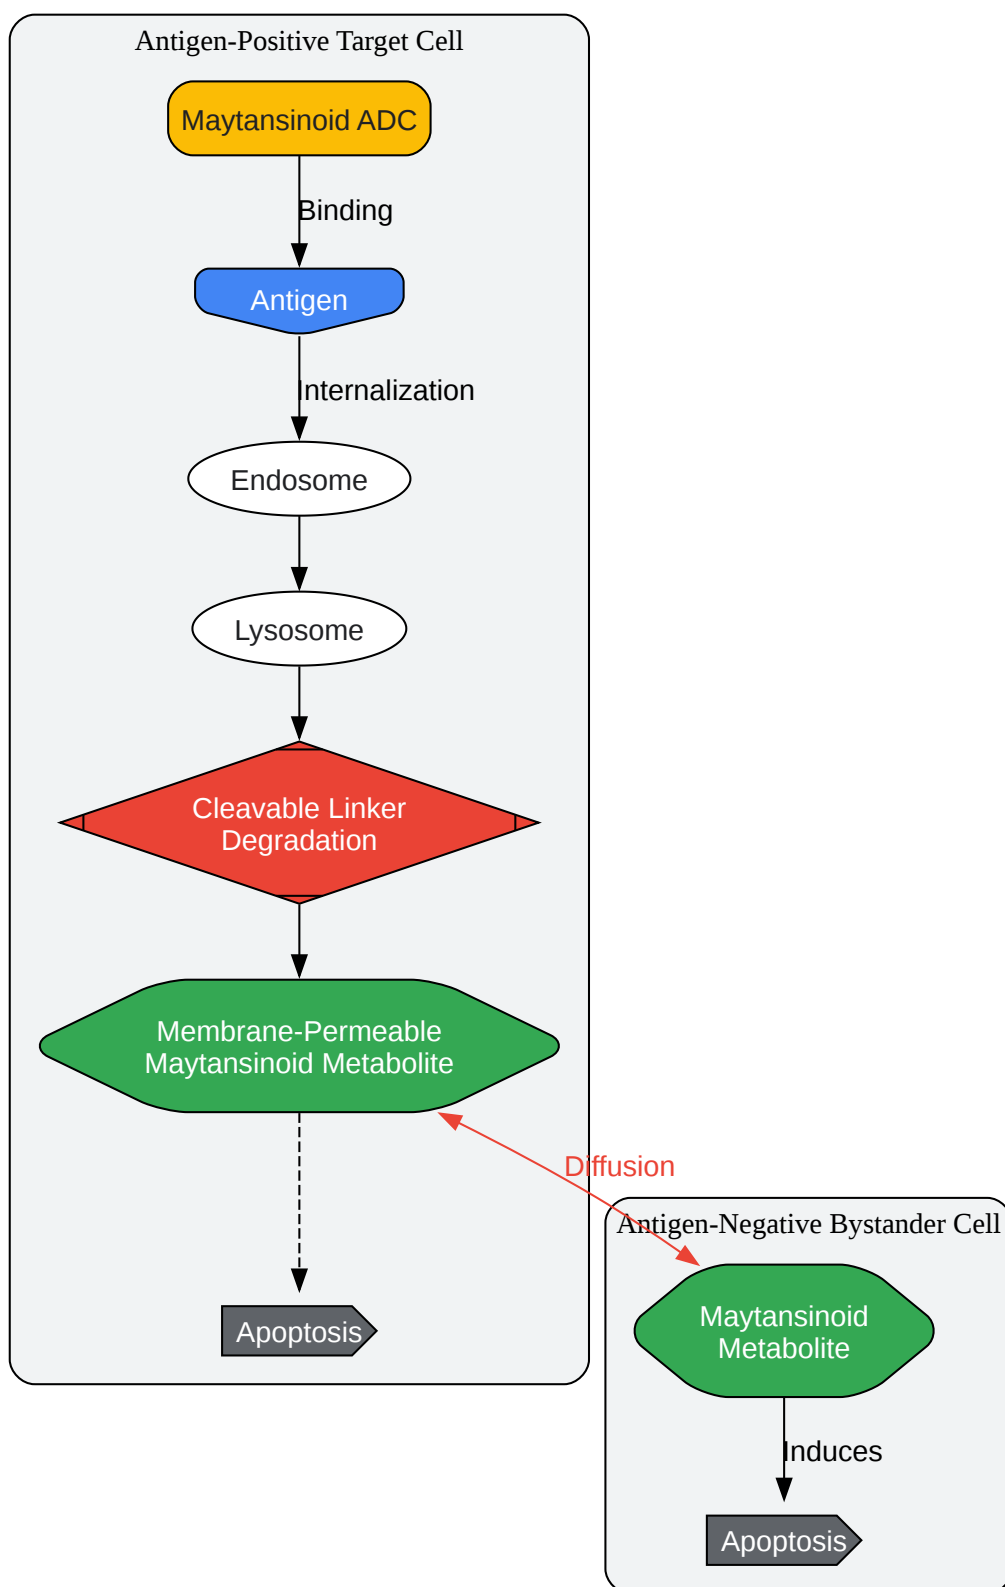 Antigen-Positive Target Cell
Maytansinoid ADC
Binding
Antigen
Internalization
Endosome
Lysosome
Cleavable Linker
Degradation
Membrane-Permeable
Maytansinoid Metabolite
Diffusion
Apoptosis
Antigen-Negative Bystander Cell
Maytansinoid
Metabolite
Induces
Apoptosis